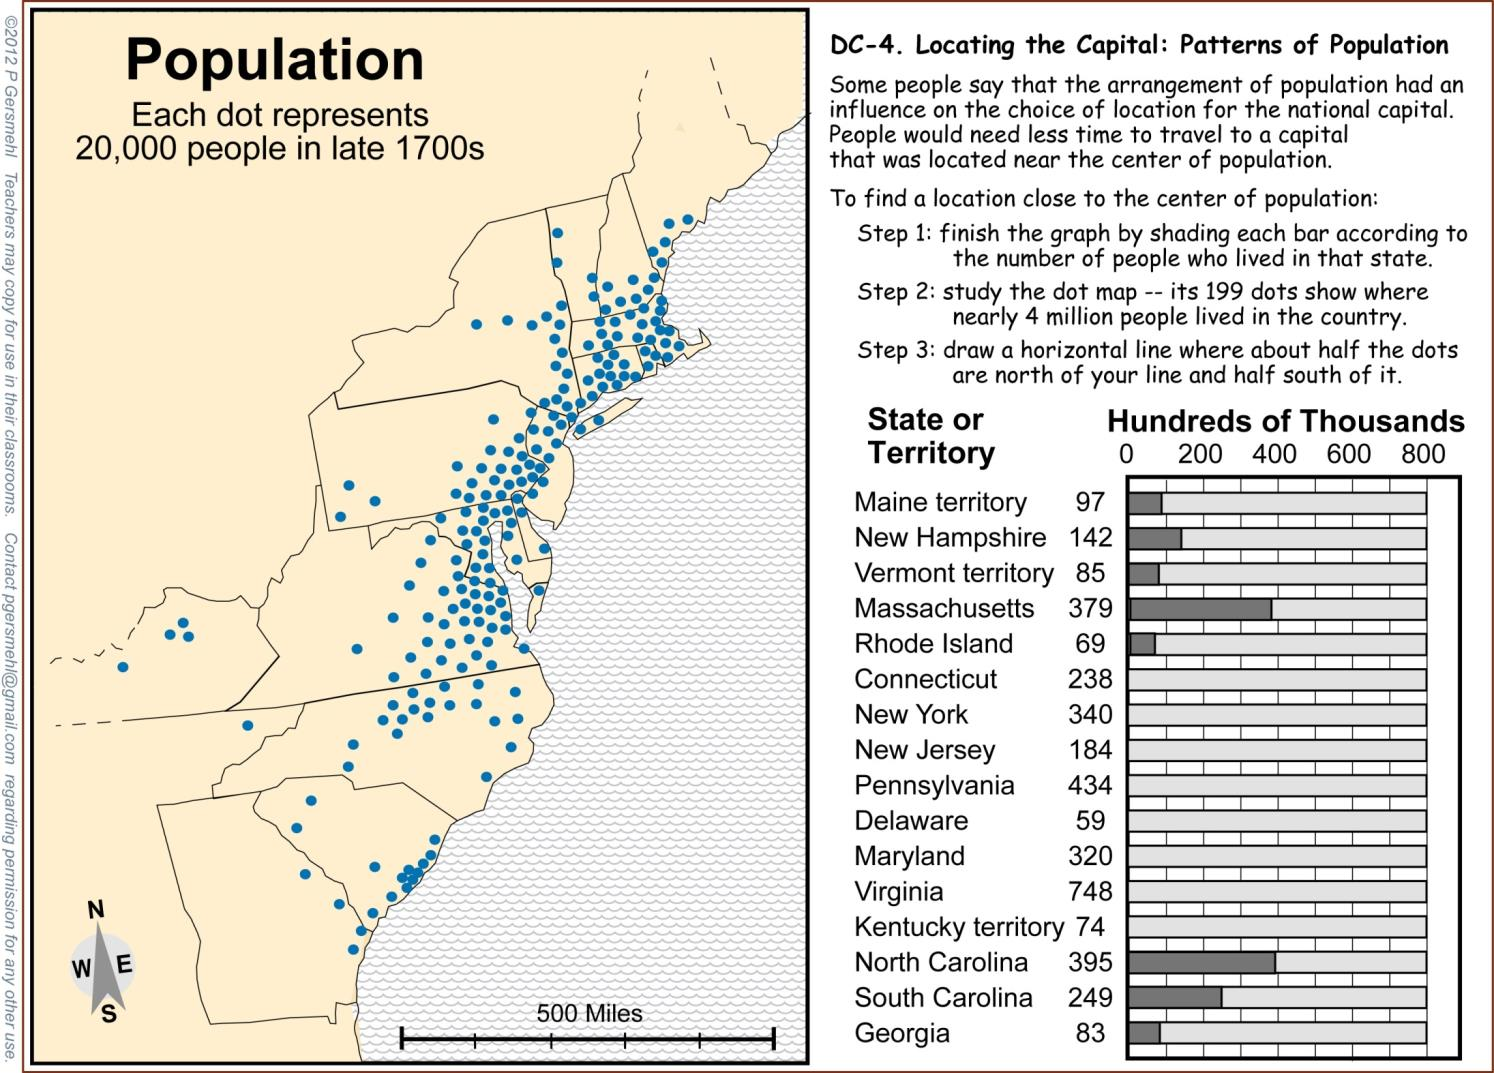 ©2012 P Gersmehl Teachers may copy for use in their classrooms. Contact pgersmehl@gmail.com regarding permission for any other use.
Population
Each dot represents
20,000 people in late 1700s
N
W E
S
500 Miles
DC-4. Locating the Capital: Patterns of Population
Some people say that the arrangement of population had an
influence on the choice of location for the national capital.
People would need less time to travel to a capital
that was located near the center of population.
To find a location close to the center of population:
Step 1: finish the graph by shading each bar according to
the number of people who lived in that state.
Step 2: study the dot map -- its 199 dots show where
nearly 4 million people lived in the country.
Step 3: draw a horizontal line where about half the dots
are north of your line and half south of it.
State or
Territory
Hundreds of Thousands
0 200 400 600 800
Maine territory 97
New Hampshire 142
Vermont territory 85
Massachusetts 379
Rhode Island 69
Connecticut 238
New York 340
New Jersey 184
Pennsylvania 434
Delaware 59
Maryland 320
Virginia 748
Kentucky territory 74
North Carolina 395
South Carolina 249
Georgia 83